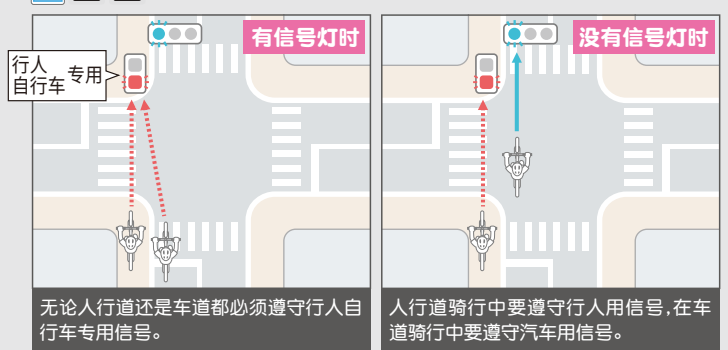 有信号灯时
行人
自行车专用
无论人行道还是车道都必须遵守行人自
行车专用信号。
没有信号灯时
人行道骑行中要遵守行人用信号,在车
道骑行中要遵守汽车用信号。